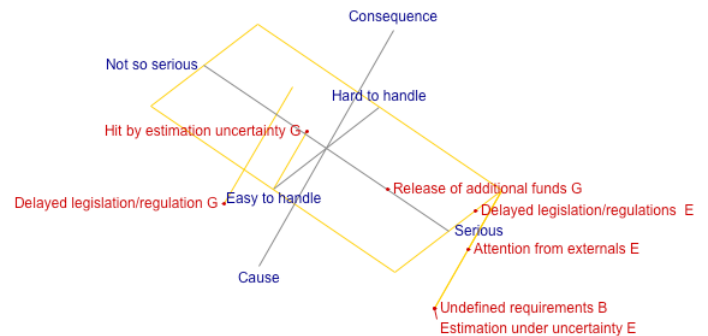 Consequence
Not so serious
Hard to handle
Hit by estimation uncertainty G
Release of additional funds G
Easy to handle
Delayed legislation/regulation G
Delayed legislation/regulations E
Serious
Attention from externals E
Cause
Undefined requirements B
Estimation under uncertainty E